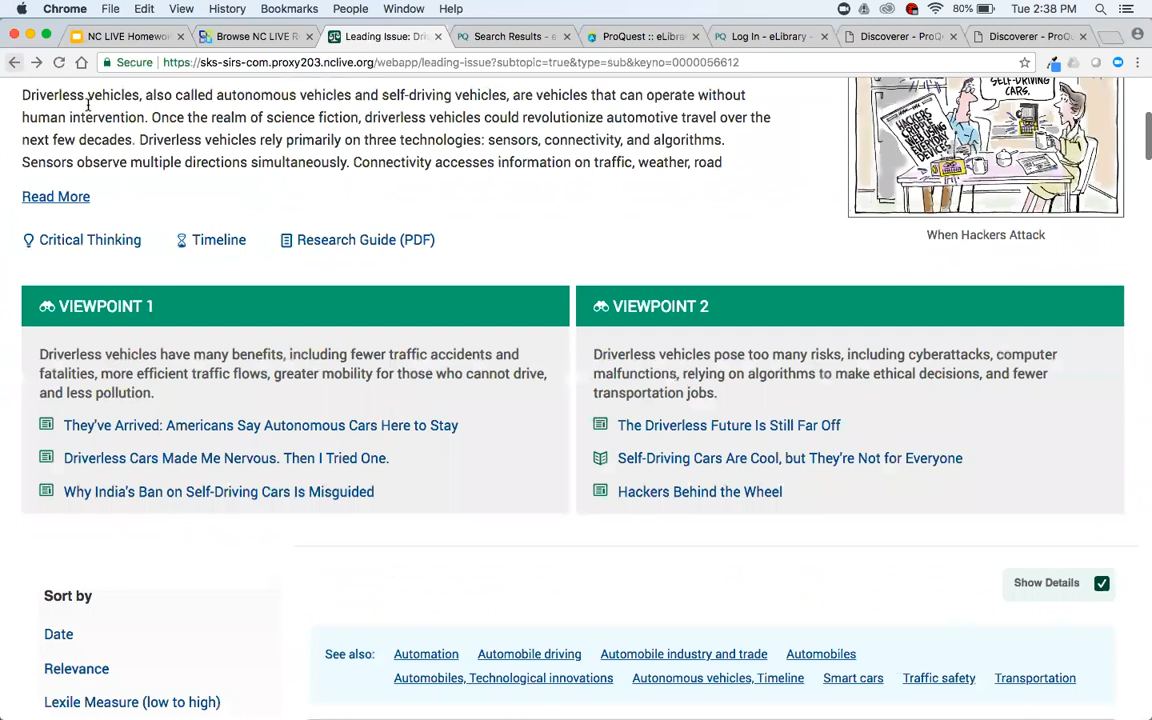 Chrome File Edit View History Bookmarks People Window Help 80% Tue 2:38 PM
NC LIVE Homewo Browse NC LIVE R Leading Issue: Dri Search Results - e ProQuest :: eLibra Log In - eLibrary Discoverer - ProQ Discoverer - ProQu
Secure https://sks-sirs-com.proxy203.nclive.org/webapp/leading-issue?subtopic=true&type=sub&keyno=0000056612
Driverless vehicles, also called autonomous vehicles and self-driving vehicles, are vehicles that can operate without
human intervention. Once the realm of science fiction, driverless vehicles could revolutionize automotive travel over the
next few decades. Driverless vehicles rely primarily on three technologies: sensors, connectivity, and algorithms.
Sensors observe multiple directions simultaneously. Connectivity accesses information on traffic, weather, road
Read More
SELF-DRIVING
CARS.
HACKERS
CRIPPLE
EVERY
DEVICE!
When Hackers Attack
Critical Thinking Timeline Research Guide (PDF)
VIEWPOINT 1
Driverless vehicles have many benefits, including fewer traffic accidents and
fatalities, more efficient traffic flows, greater mobility for those who cannot drive,
and less pollution.
They've Arrived: Americans Say Autonomous Cars Here to Stay
Driverless Cars Made Me Nervous. Then I Tried One.
Why India's Ban on Self-Driving Cars Is Misguided
VIEWPOINT 2
Driverless vehicles pose too many risks, including cyberattacks, computer
malfunctions, relying on algorithms to make ethical decisions, and fewer
transportation jobs.
The Driverless Future Is Still Far Off
Self-Driving Cars Are Cool, but They're Not for Everyone
Hackers Behind the Wheel
Show Details
Sort by
Date
Relevance
Lexile Measure (low to high)
See also: Automation Automobile driving Automobile industry and trade Automobiles
Automobiles, Technological innovations Autonomous vehicles, Timeline Smart cars Traffic safety Transportation